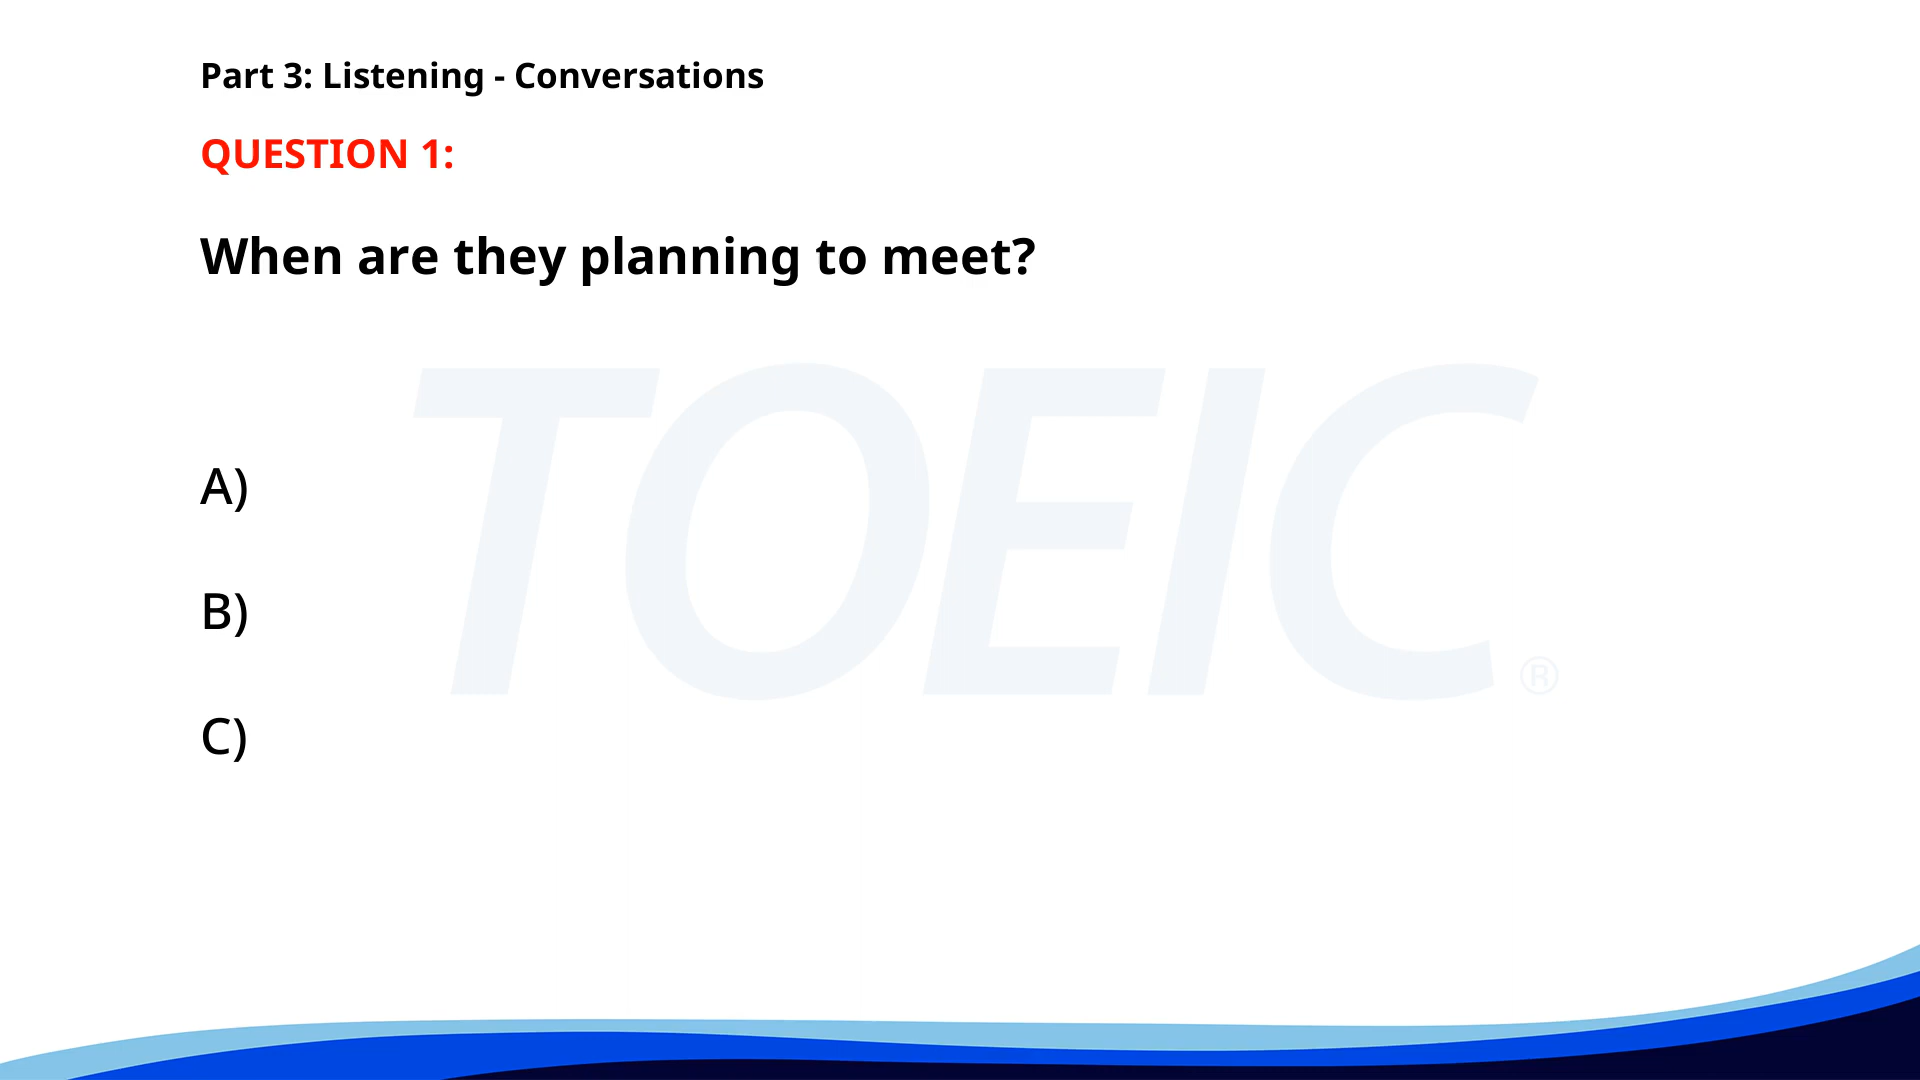 Part 3: Listening - Conversations
QUESTION 1:
When are they planning to meet?
TOEIC®
A)
B)
C)